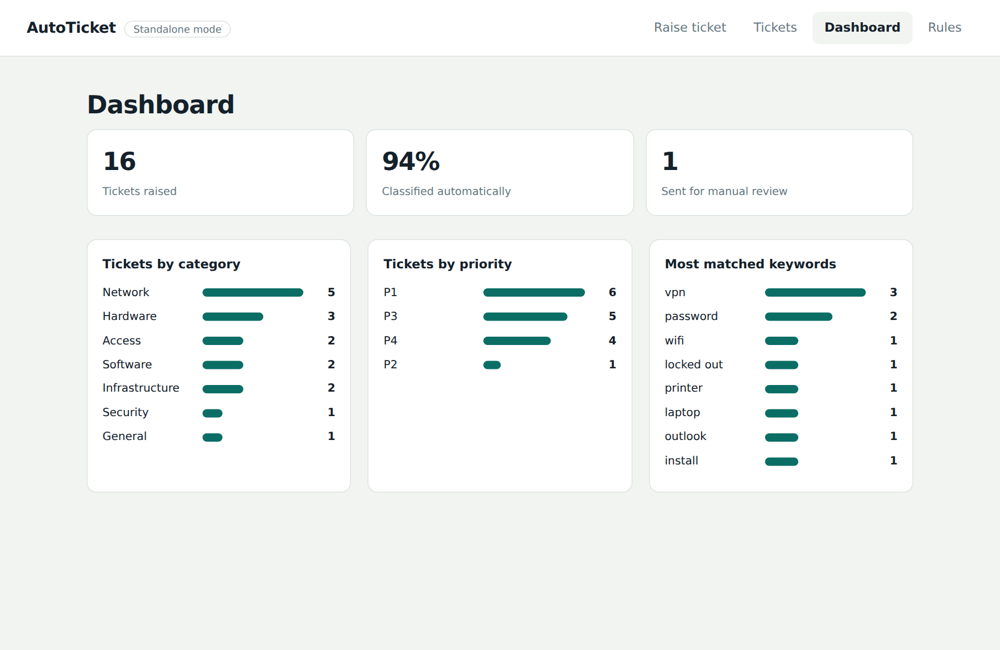 AutoTicket Standalone mode Raise ticket Tickets Dashboard Rules
Dashboard
16
Tickets raised
94%
Classified automatically
1
Sent for manual review
Tickets by category
Network 5
Hardware 3
Access 2
Software 2
Infrastructure 2
Security 1
General 1
Tickets by priority
P1 6
P3 5
P4 4
P2 1
Most matched keywords
vpn 3
password 2
wifi 1
locked out 1
printer 1
laptop 1
outlook 1
install 1